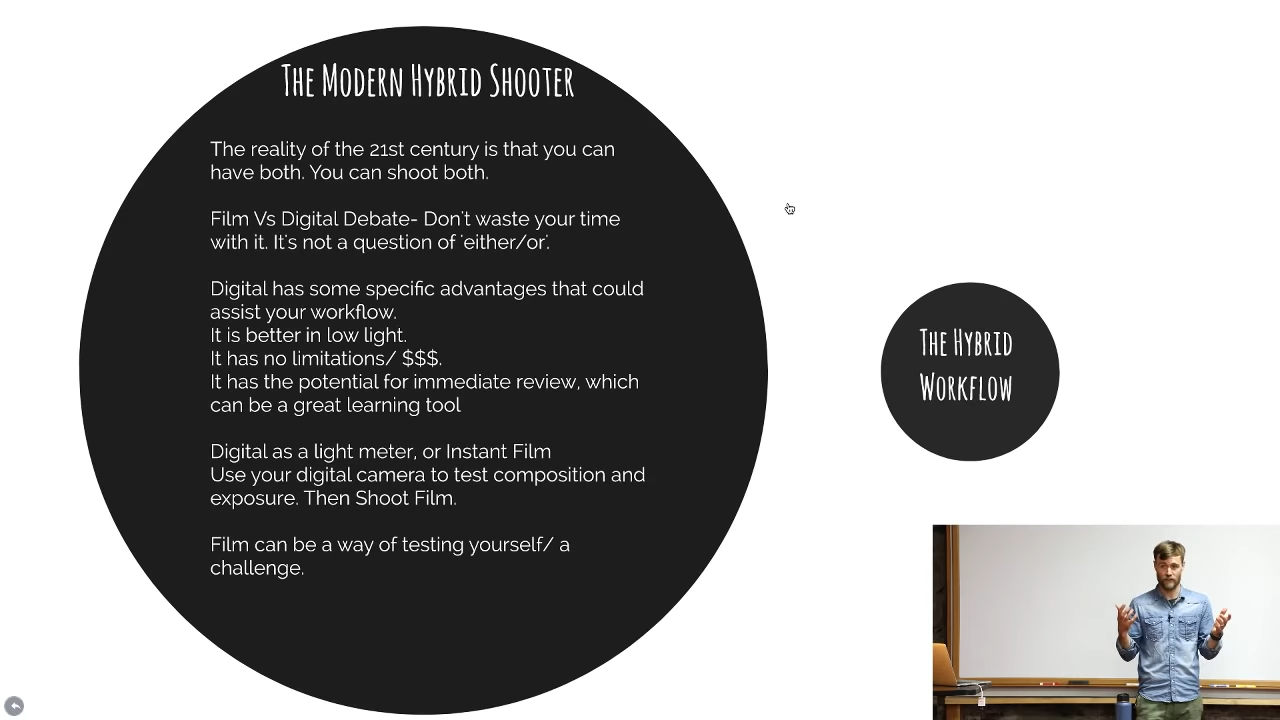 The Modern Hybrid Shooter
The reality of the 21st century is that you can
have both. You can shoot both.
Film Vs Digital Debate- Don't waste your time
with it. It's not a question of 'either/or'.
Digital has some specific advantages that could
assist your workflow.
It is better in low light.
It has no limitations/ $$$.
It has the potential for immediate review, which
can be a great learning tool
Digital as a light meter, or Instant Film
Use your digital camera to test composition and
exposure. Then Shoot Film.
Film can be a way of testing yourself/ a
challenge.
The Hybrid
Workflow